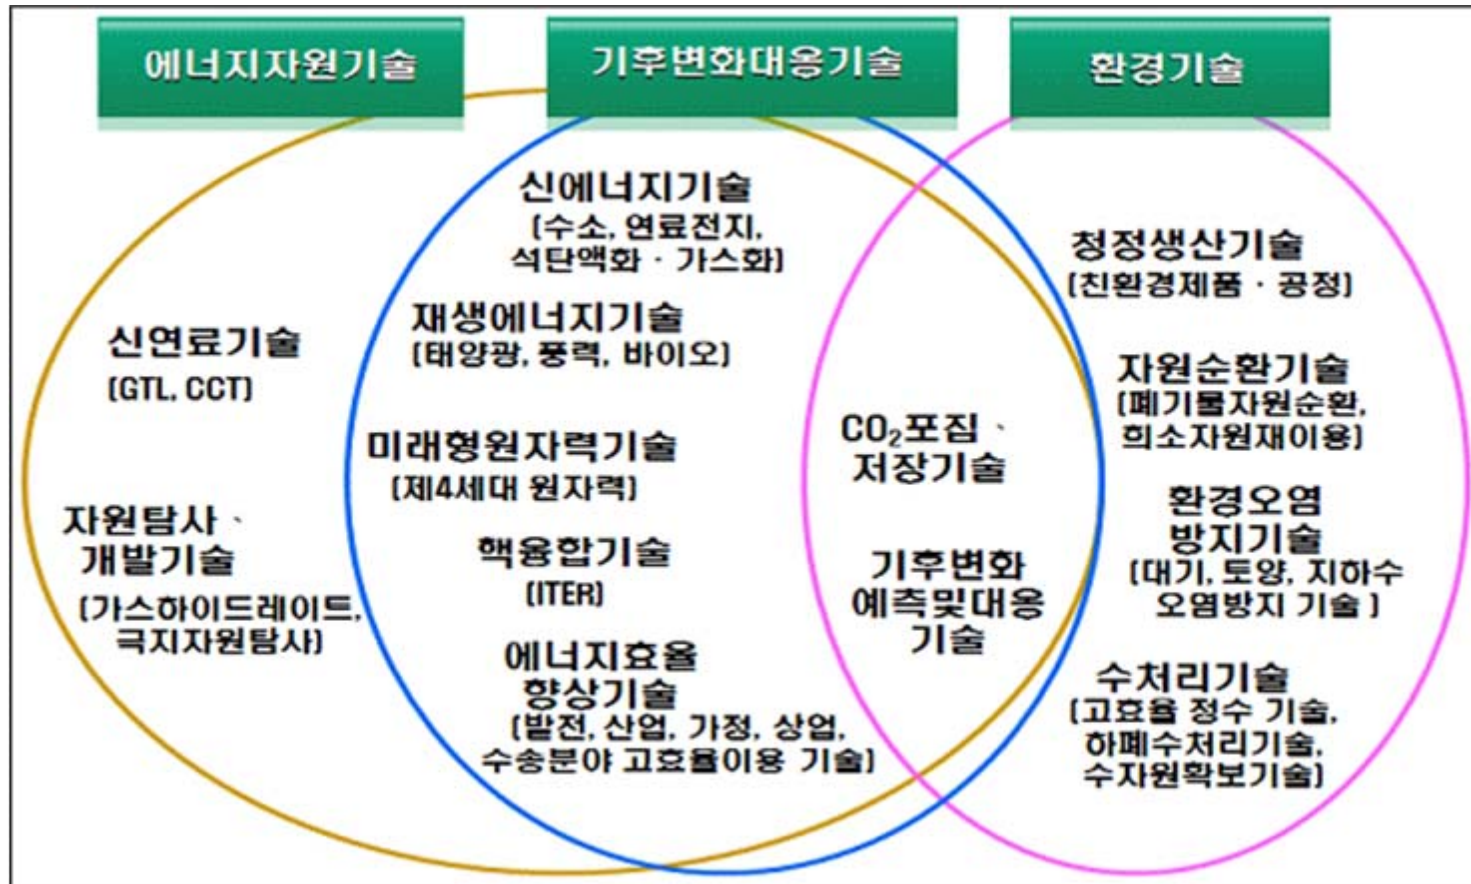 에너지자원기술
기후변화대응기술
환경기술
신연료기술
(GTL, CCT)
자원탐사、
개발기술
(가스하이드레이트,
극지자원탐사)
신에너지기술
(수소, 연료전지,
석탄액화 · 가스화)
재생에너지기술
(태양광, 풍력, 바이오)
미래형원자력기술
(제4세대 원자력)
핵융합기술
(ITER)
에너지효율
향상기술
(발전, 산업, 가정, 상업,
수송분야 고효율이용 기술)
CO₂포집、
저장기술
기후변화
예측및대응
기술
청정생산기술
(친환경제품 · 공정)
자원순환기술
(폐기물자원순환,
희소자원재이용)
환경오염
방지기술
(대기, 토양, 지하수
오염방지 기술 )
수처리기술
(고효율 정수 기술,
하폐수처리기술,
수자원확보기술)